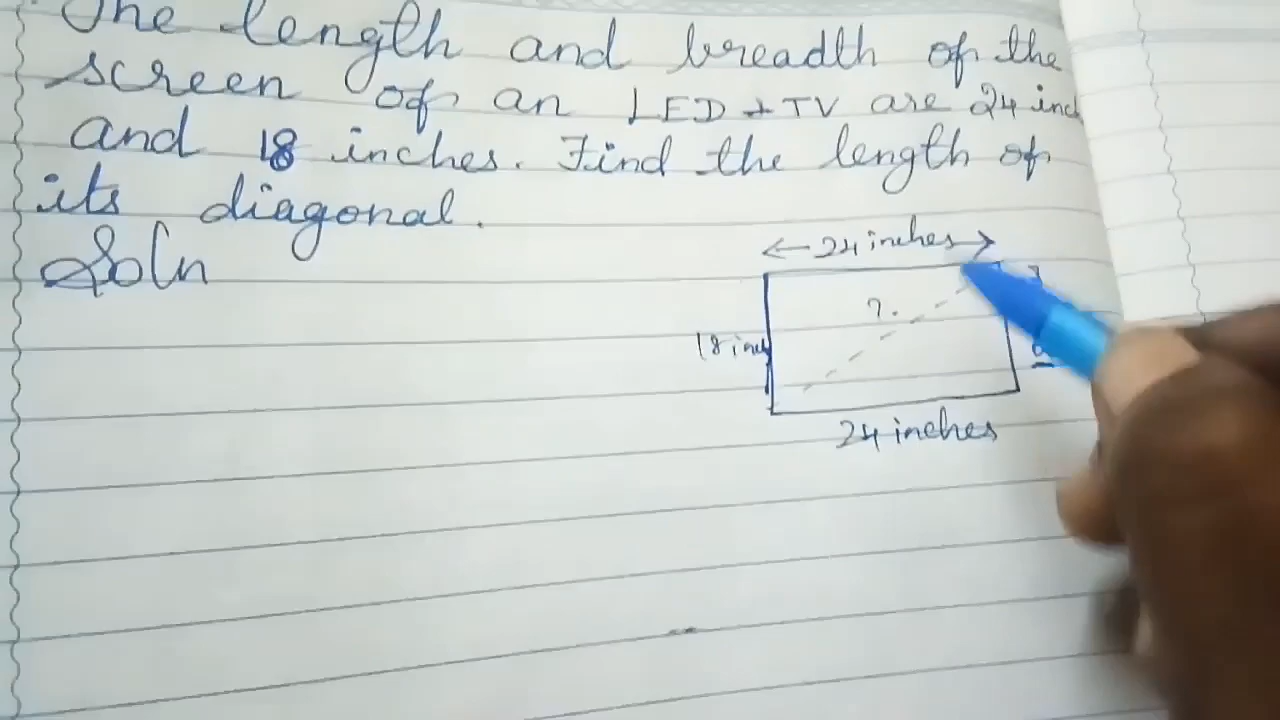 The length and breadth of the
screen of an LED TV are 24 inch
and 18 inches. Find the length of
its diagonal.
Soln
24 inches
?.
18 inch
24 inches